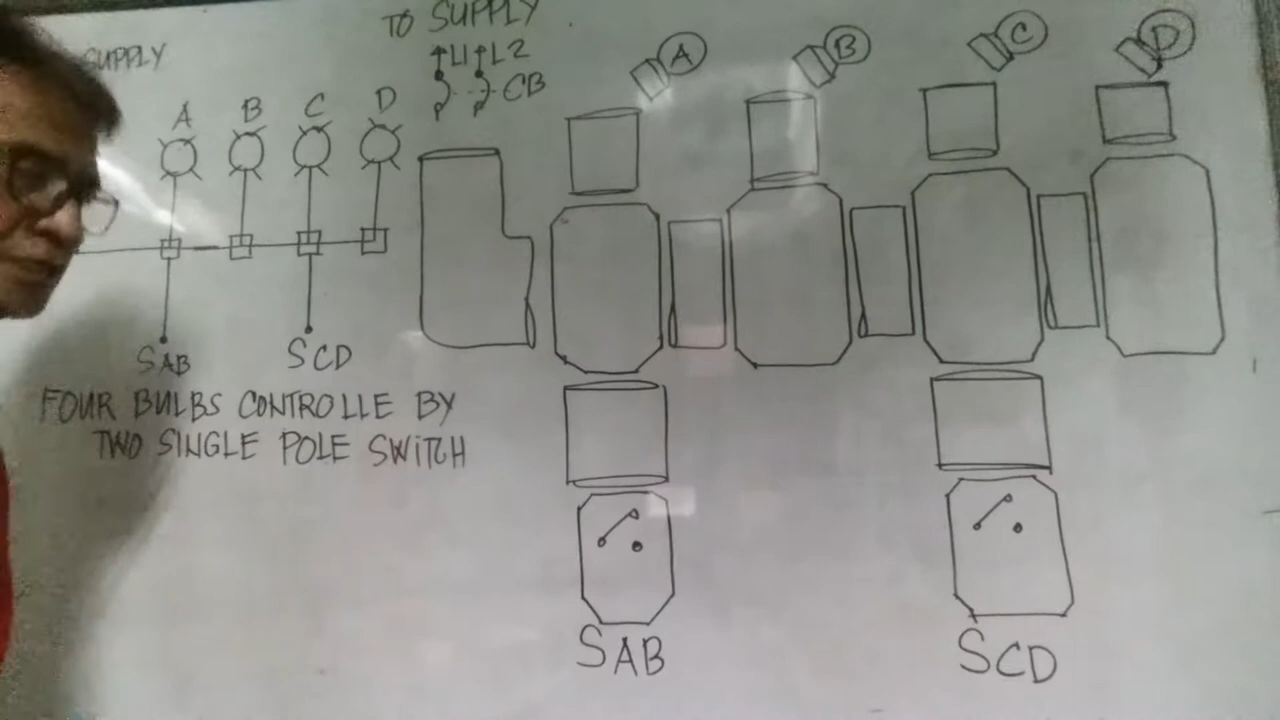 SUPPLY
A B C D
SAB SCD
FOUR BULBS CONTROLLE BY
TWO SINGLE POLE SWITCH
TO SUPPLY
L1 L2
CB
A B C D
SAB SCD